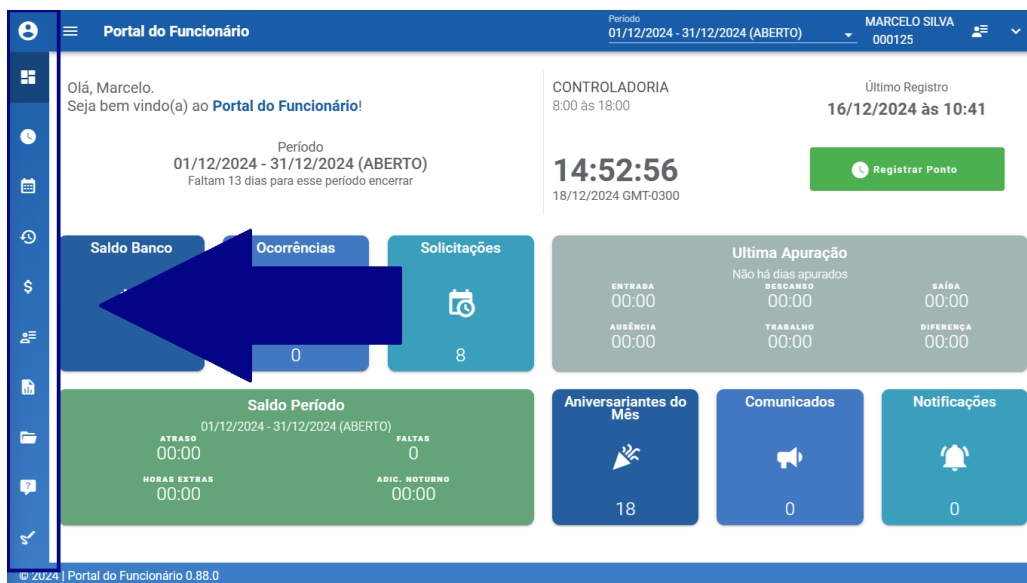 Portal do Funcionário
Período
01/12/2024 - 31/12/2024 (ABERTO)
MARCELO SILVA
000125
Olá, Marcelo.
Seja bem vindo(a) ao Portal do Funcionário!
Período
01/12/2024 - 31/12/2024 (ABERTO)
Faltam 13 dias para esse período encerrar
CONTROLADORIA
8:00 às 18:00
14:52:56
18/12/2024 GMT-0300
Último Registro
16/12/2024 às 10:41
Registrar Ponto
Saldo Banco
Ocorrências
0
Solicitações
8
Ultima Apuração
Não há dias apurados
ENTRADA
00:00
DESCANSO
00:00
SAÍDA
00:00
AUSÊNCIA
00:00
TRABALHO
00:00
DIFERENÇA
00:00
Saldo Período
01/12/2024 - 31/12/2024 (ABERTO)
ATRASO
00:00
FALTAS
0
HORAS EXTRAS
00:00
ADIC. NOTURNO
00:00
Aniversariantes do
Mês
18
Comunicados
0
Notificações
0
© 2024 | Portal do Funcionário 0.88.0